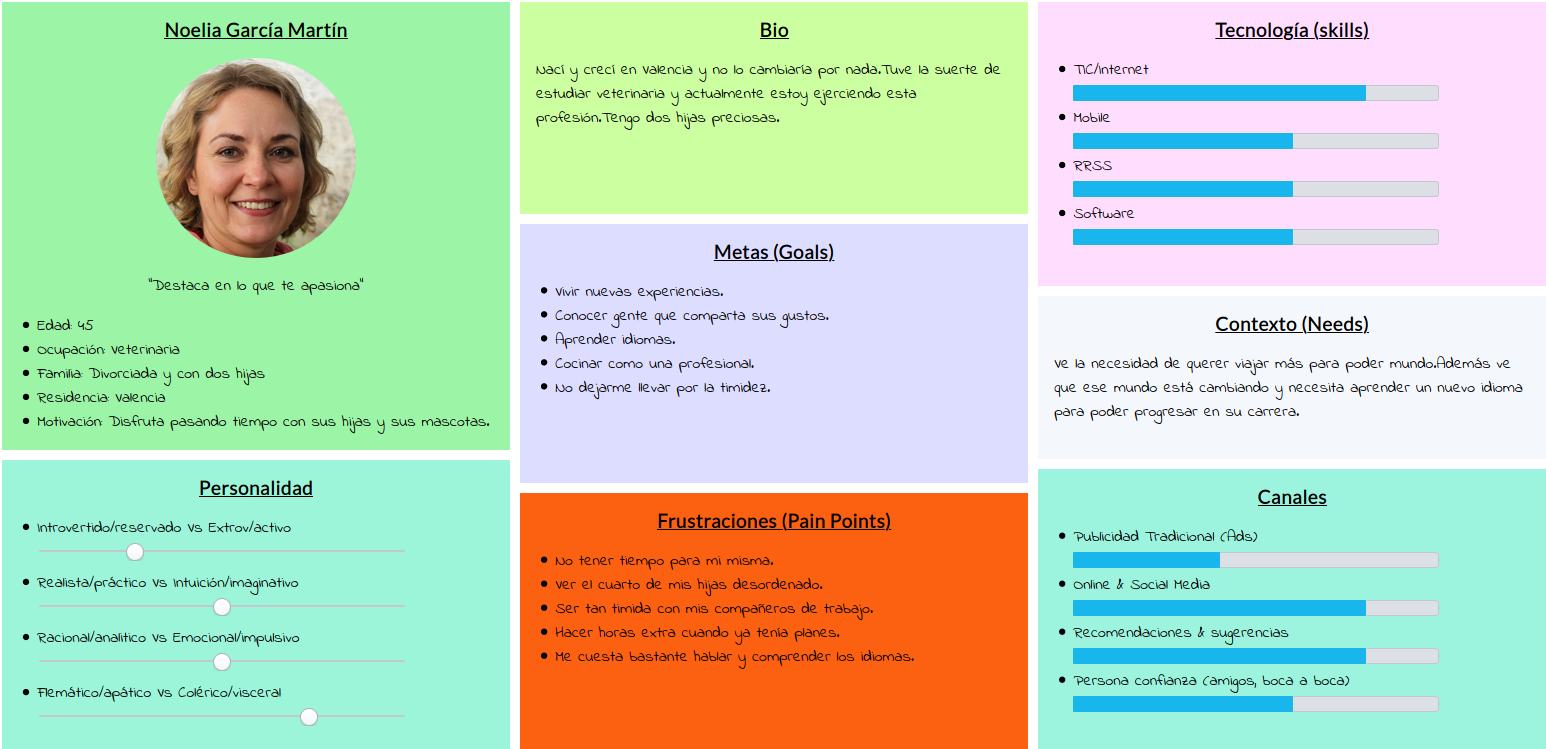 Noelia García Martín
"Destaca en lo que te apasiona"
Edad: 45
Ocupación: Veterinaria
Familia: Divorciada y con dos hijas
Residencia: Valencia
Motivación: Disfruta pasando tiempo con sus hijas y sus mascotas.
Personalidad
Introvertido/reservado Vs Extrov/activo
Realista/práctico Vs Intuición/imaginativo
Racional/analitico Vs Emocional/impulsivo
Flemático/apático Vs Colérico/visceral
Bio
Nací y crecí en Valencia y no lo cambiaría por nada.Tuve la suerte de
estudiar veterinaria y actualmente estoy ejerciendo esta
profesión.Tengo dos hijas preciosas.
Metas (Goals)
Vivir nuevas experiencias.
Conocer gente que comparta sus gustos.
Aprender idiomas.
Cocinar como una profesional.
No dejarme llevar por la timidez.
Frustraciones (Pain Points)
No tener tiempo para mi misma.
Ver el cuarto de mis hijas desordenado.
Ser tan timida con mis compañeros de trabajo.
Hacer horas extra cuando ya tenía planes.
Me cuesta bastante hablar y comprender los idiomas.
Tecnología (skills)
TIC/Internet
Mobile
RRSS
Software
Contexto (Needs)
Ve la necesidad de querer viajar más para poder mundo.Además ve
que ese mundo está cambiando y necesita aprender un nuevo idioma
para poder progresar en su carrera.
Canales
Publicidad Tradicional (Ads)
Online & Social Media
Recomendaciones & sugerencias
Persona confianza (amigos, boca a boca)